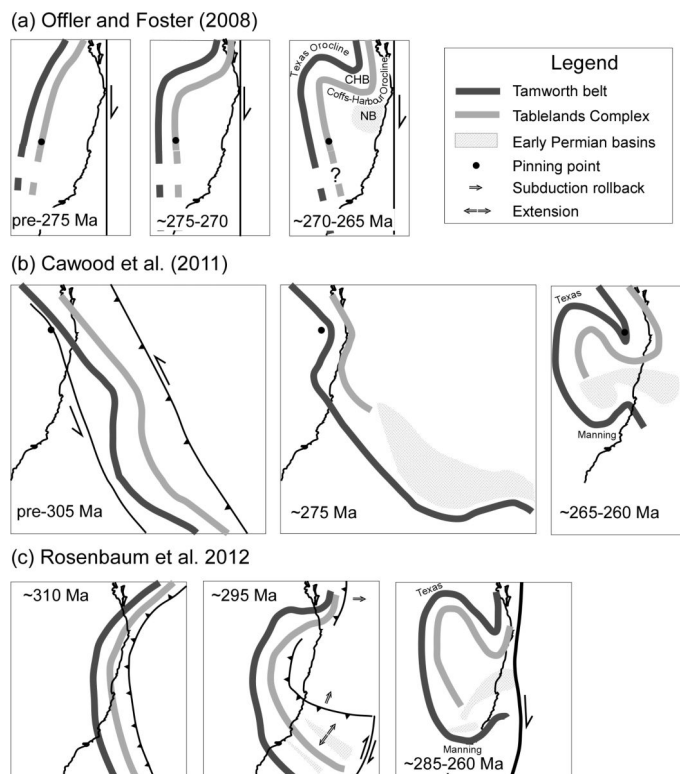 (a) Offler and Foster (2008)
pre-275 Ma
~275-270
Texas Orocline
CHB
Coffs-Harbour Orocline
NB
?
~270-265 Ma
Legend
Tamworth belt
Tablelands Complex
Early Permian basins
Pinning point
Subduction rollback
Extension
(b) Cawood et al. (2011)
pre-305 Ma
~275 Ma
Texas
Manning
~265-260 Ma
(c) Rosenbaum et al. 2012
~310 Ma
~295 Ma
Texas
Manning
~285-260 Ma